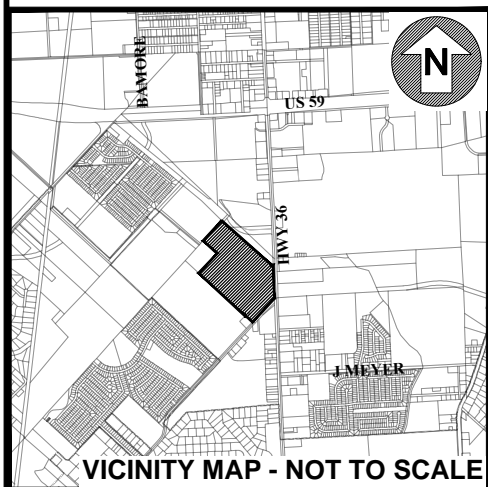 BAMORE
N
US 59
HWY 36
J MEYER
VICINITY MAP - NOT TO SCALE